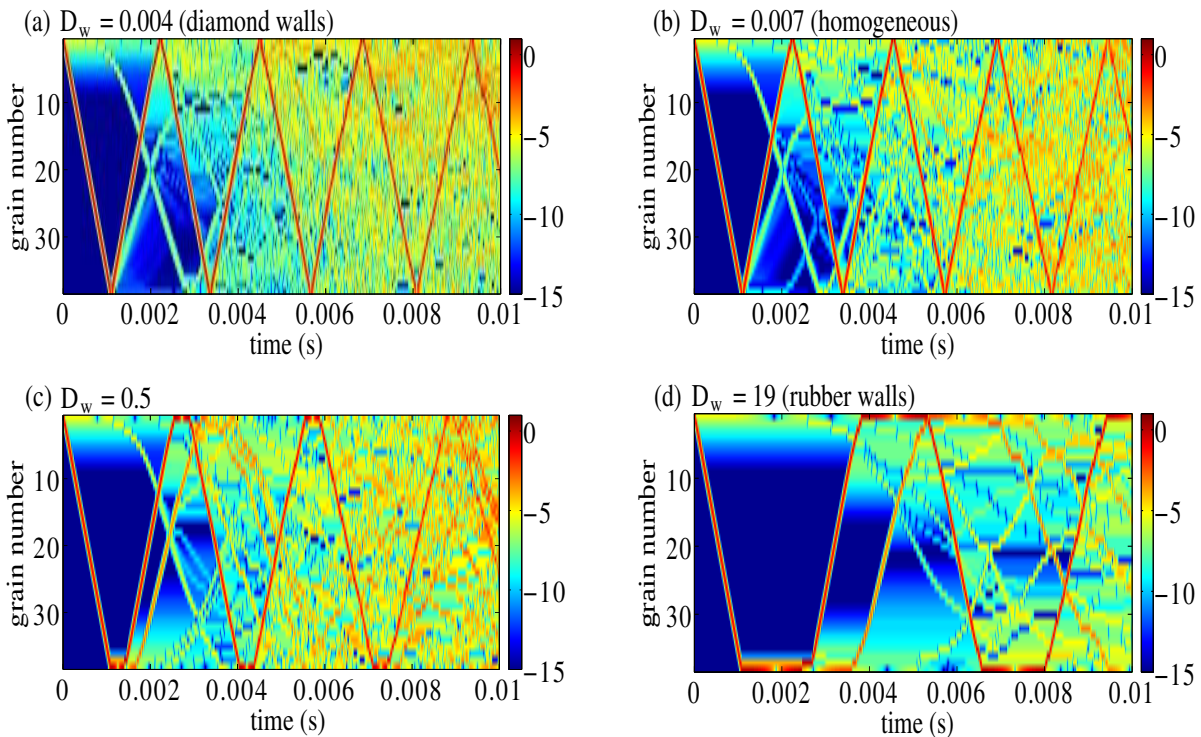 (a) D_w = 0.004 (diamond walls)
grain number
10
20
30
0 0.002 0.004 0.006 0.008 0.01
time (s)
0
−5
−10
−15
(b) D_w = 0.007 (homogeneous)
grain number
10
20
30
0 0.002 0.004 0.006 0.008 0.01
time (s)
0
−5
−10
−15
(c) D_w = 0.5
grain number
10
20
30
0 0.002 0.004 0.006 0.008 0.01
time (s)
0
−5
−10
−15
(d) D_w = 19 (rubber walls)
grain number
10
20
30
0 0.002 0.004 0.006 0.008 0.01
time (s)
0
−5
−10
−15